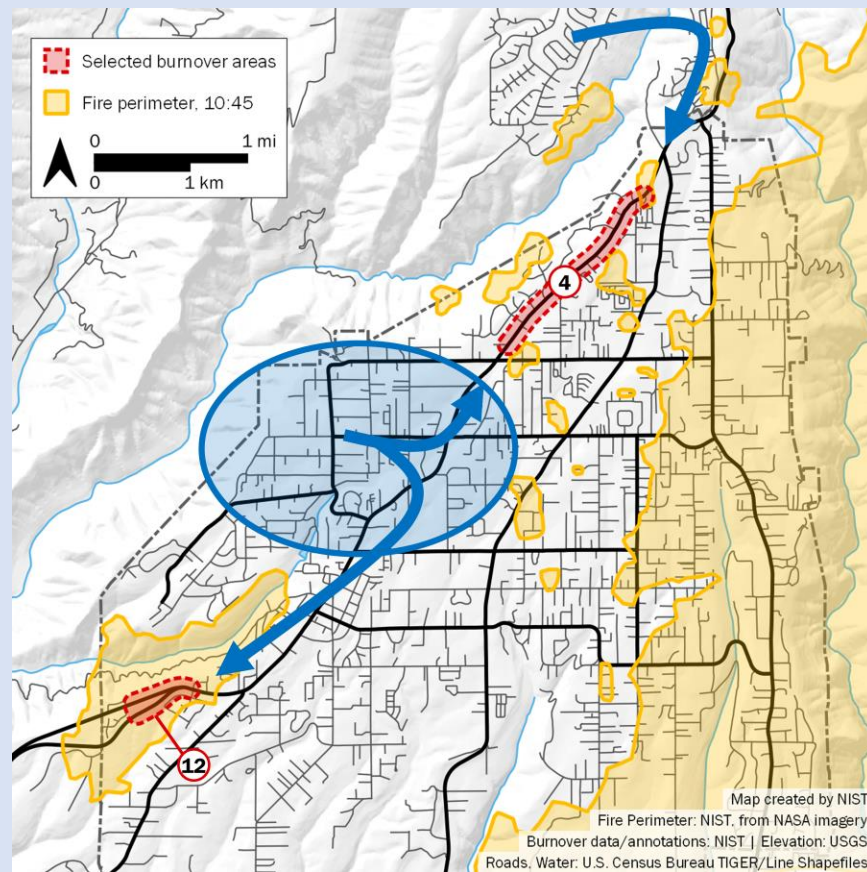 Selected burnover areas
Fire perimeter, 10:45
0 1 mi
0 1 km
4
12
Map created by NIST
Fire Perimeter: NIST, from NASA imagery
Burnover data/annotations: NIST | Elevation: USGS
Roads, Water: U.S. Census Bureau TIGER/Line Shapefiles